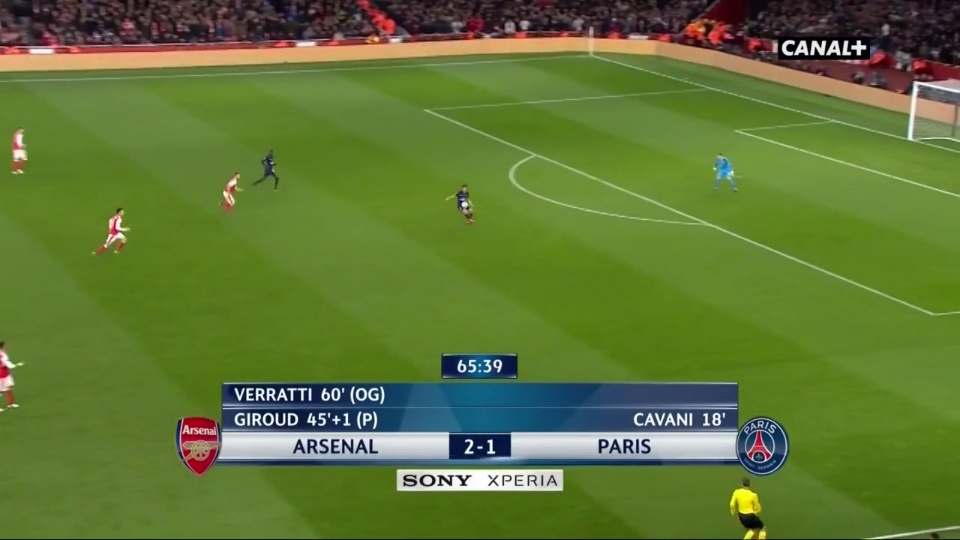 CANAL+
65:39
VERRATTI 60' (OG)
GIROUD 45'+1 (P) CAVANI 18'
Arsenal ARSENAL 2-1 PARIS PARIS
SONY XPERIA